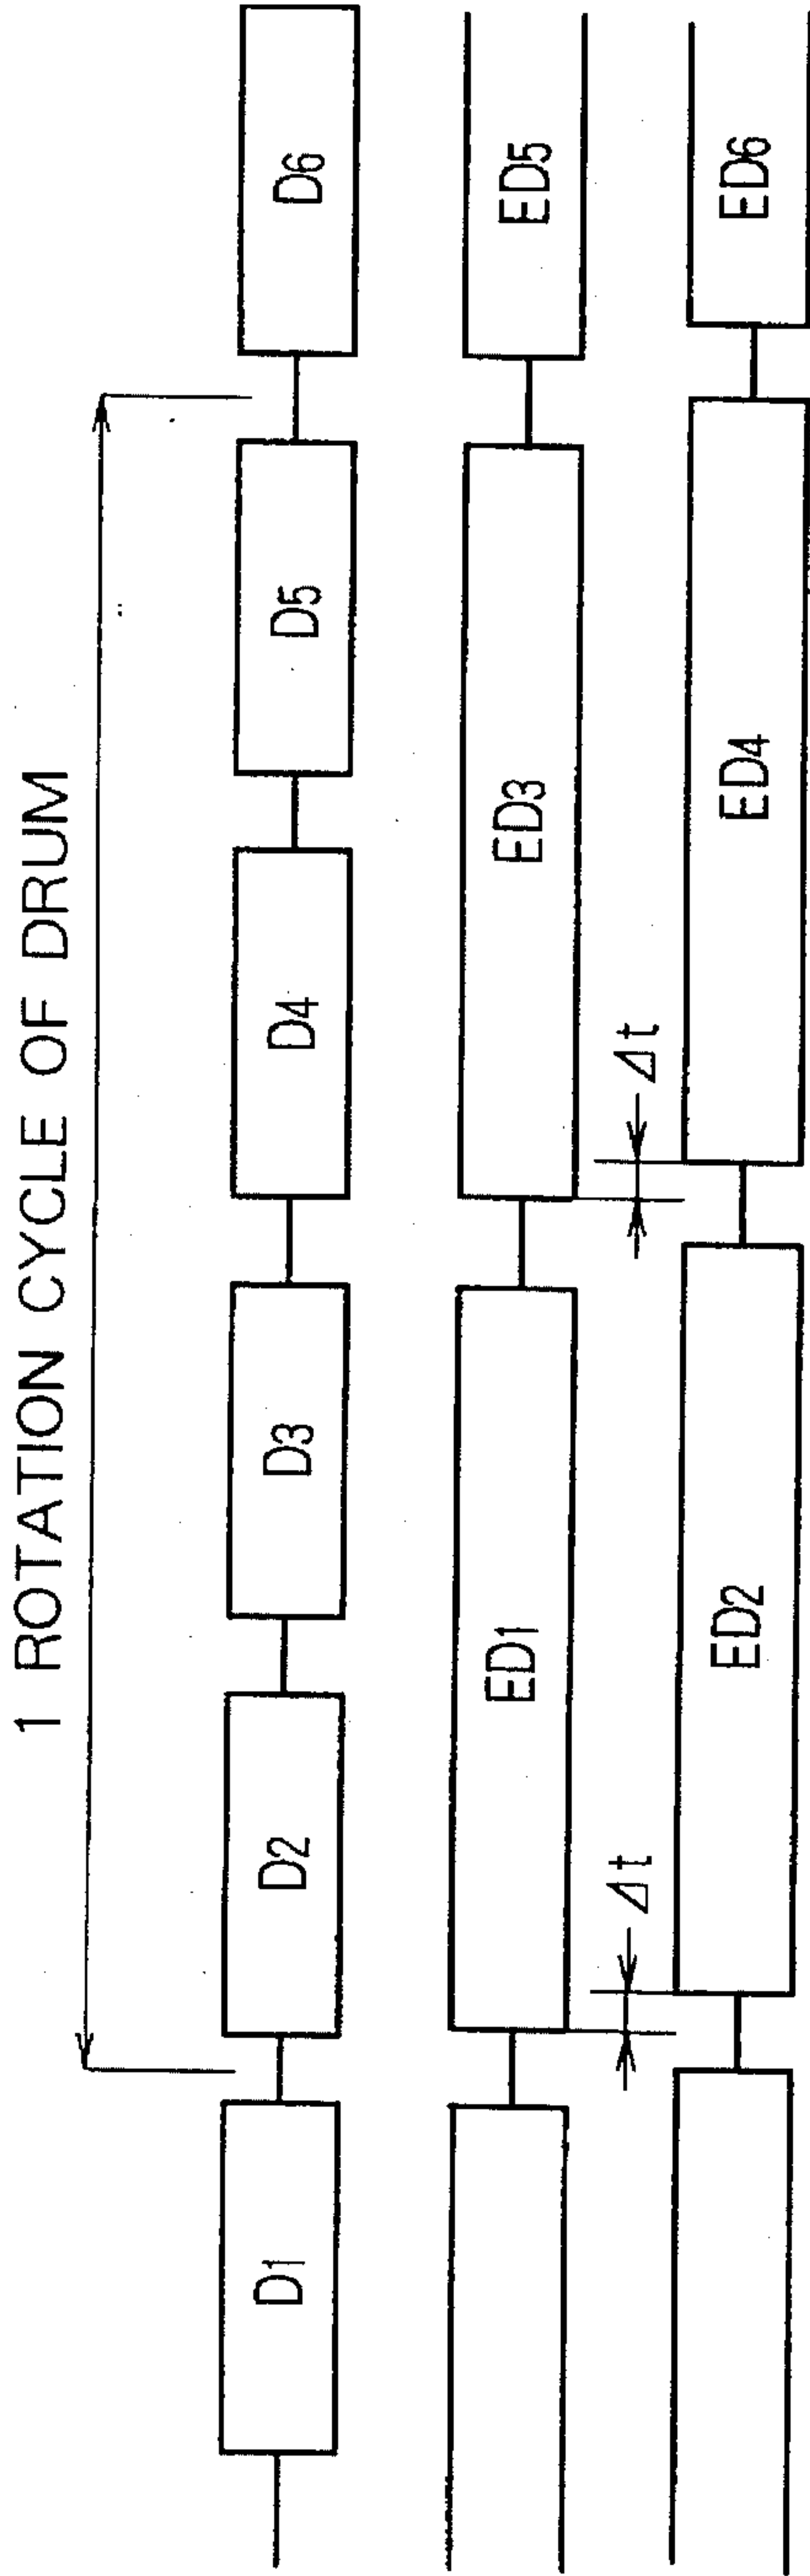 1 ROTATION CYCLE OF DRUM
D1 D2 D3 D4 D5 D6
ED1 ED3 ED5
Δt Δt
ED2 ED4 ED6